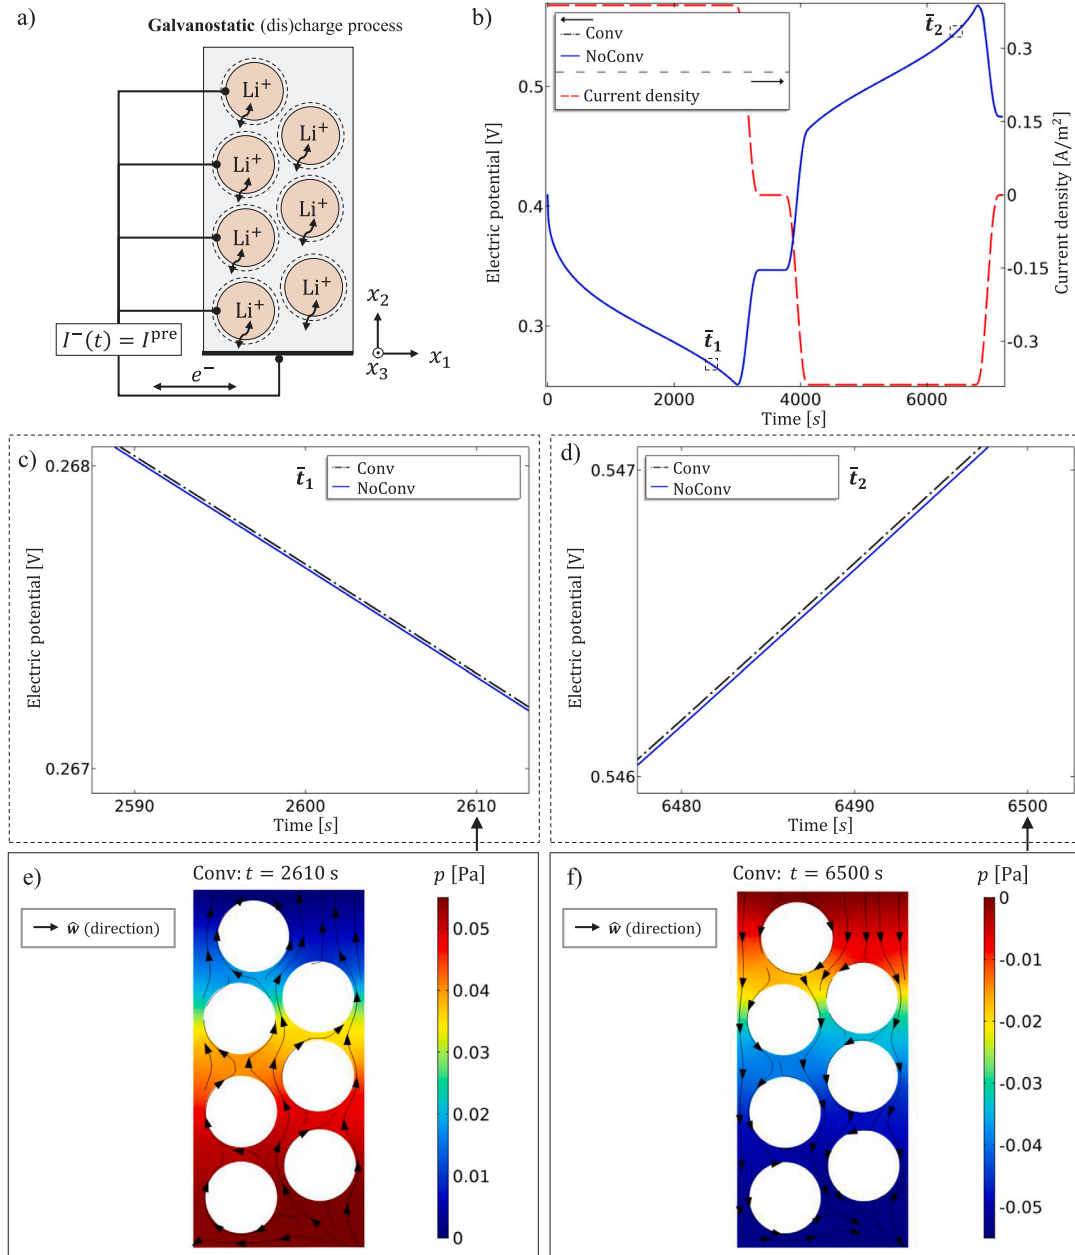 a)
Galvanostatic (dis)charge process
Li⁺
Li⁺
Li⁺
Li⁺
Li⁺
Li⁺
Li⁺
I⁻(t) = Iᵖʳᵉ
e⁻
x₂
x₁
x₃
b)
Conv
NoConv
Current density
t̄₁
t̄₂
0.5
0.4
0.3
Electric potential [V]
0.3
0.15
0
-0.15
-0.3
Current density [A/m²]
0
2000
4000
6000
Time [s]
c)
t̄₁
Conv
NoConv
0.268
0.267
Electric potential [V]
2590
2600
2610
Time [s]
d)
t̄₂
Conv
NoConv
0.547
0.546
Electric potential [V]
6480
6490
6500
Time [s]
e)
Conv: t = 2610 s
p [Pa]
ŵ (direction)
0.05
0.04
0.03
0.02
0.01
0
f)
Conv: t = 6500 s
p [Pa]
ŵ (direction)
0
-0.01
-0.02
-0.03
-0.04
-0.05